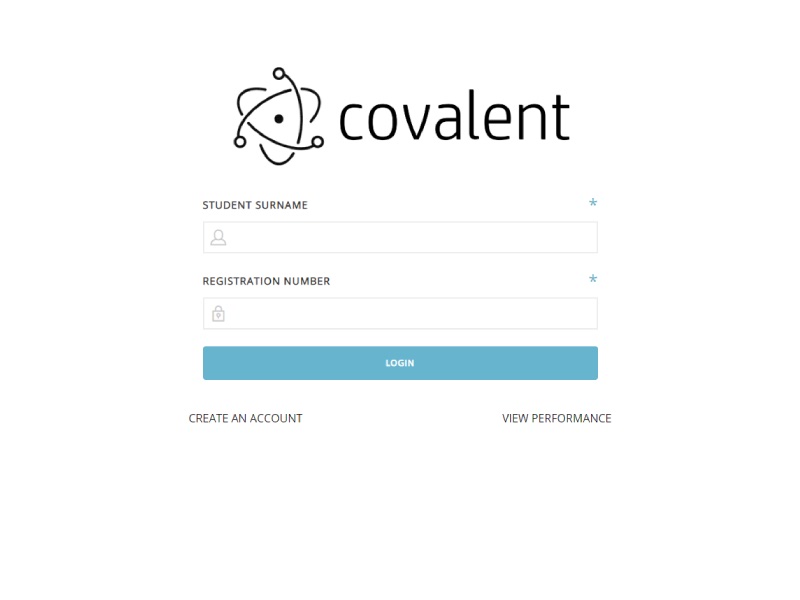 covalent
STUDENT SURNAME *
REGISTRATION NUMBER *
LOGIN
CREATE AN ACCOUNT VIEW PERFORMANCE